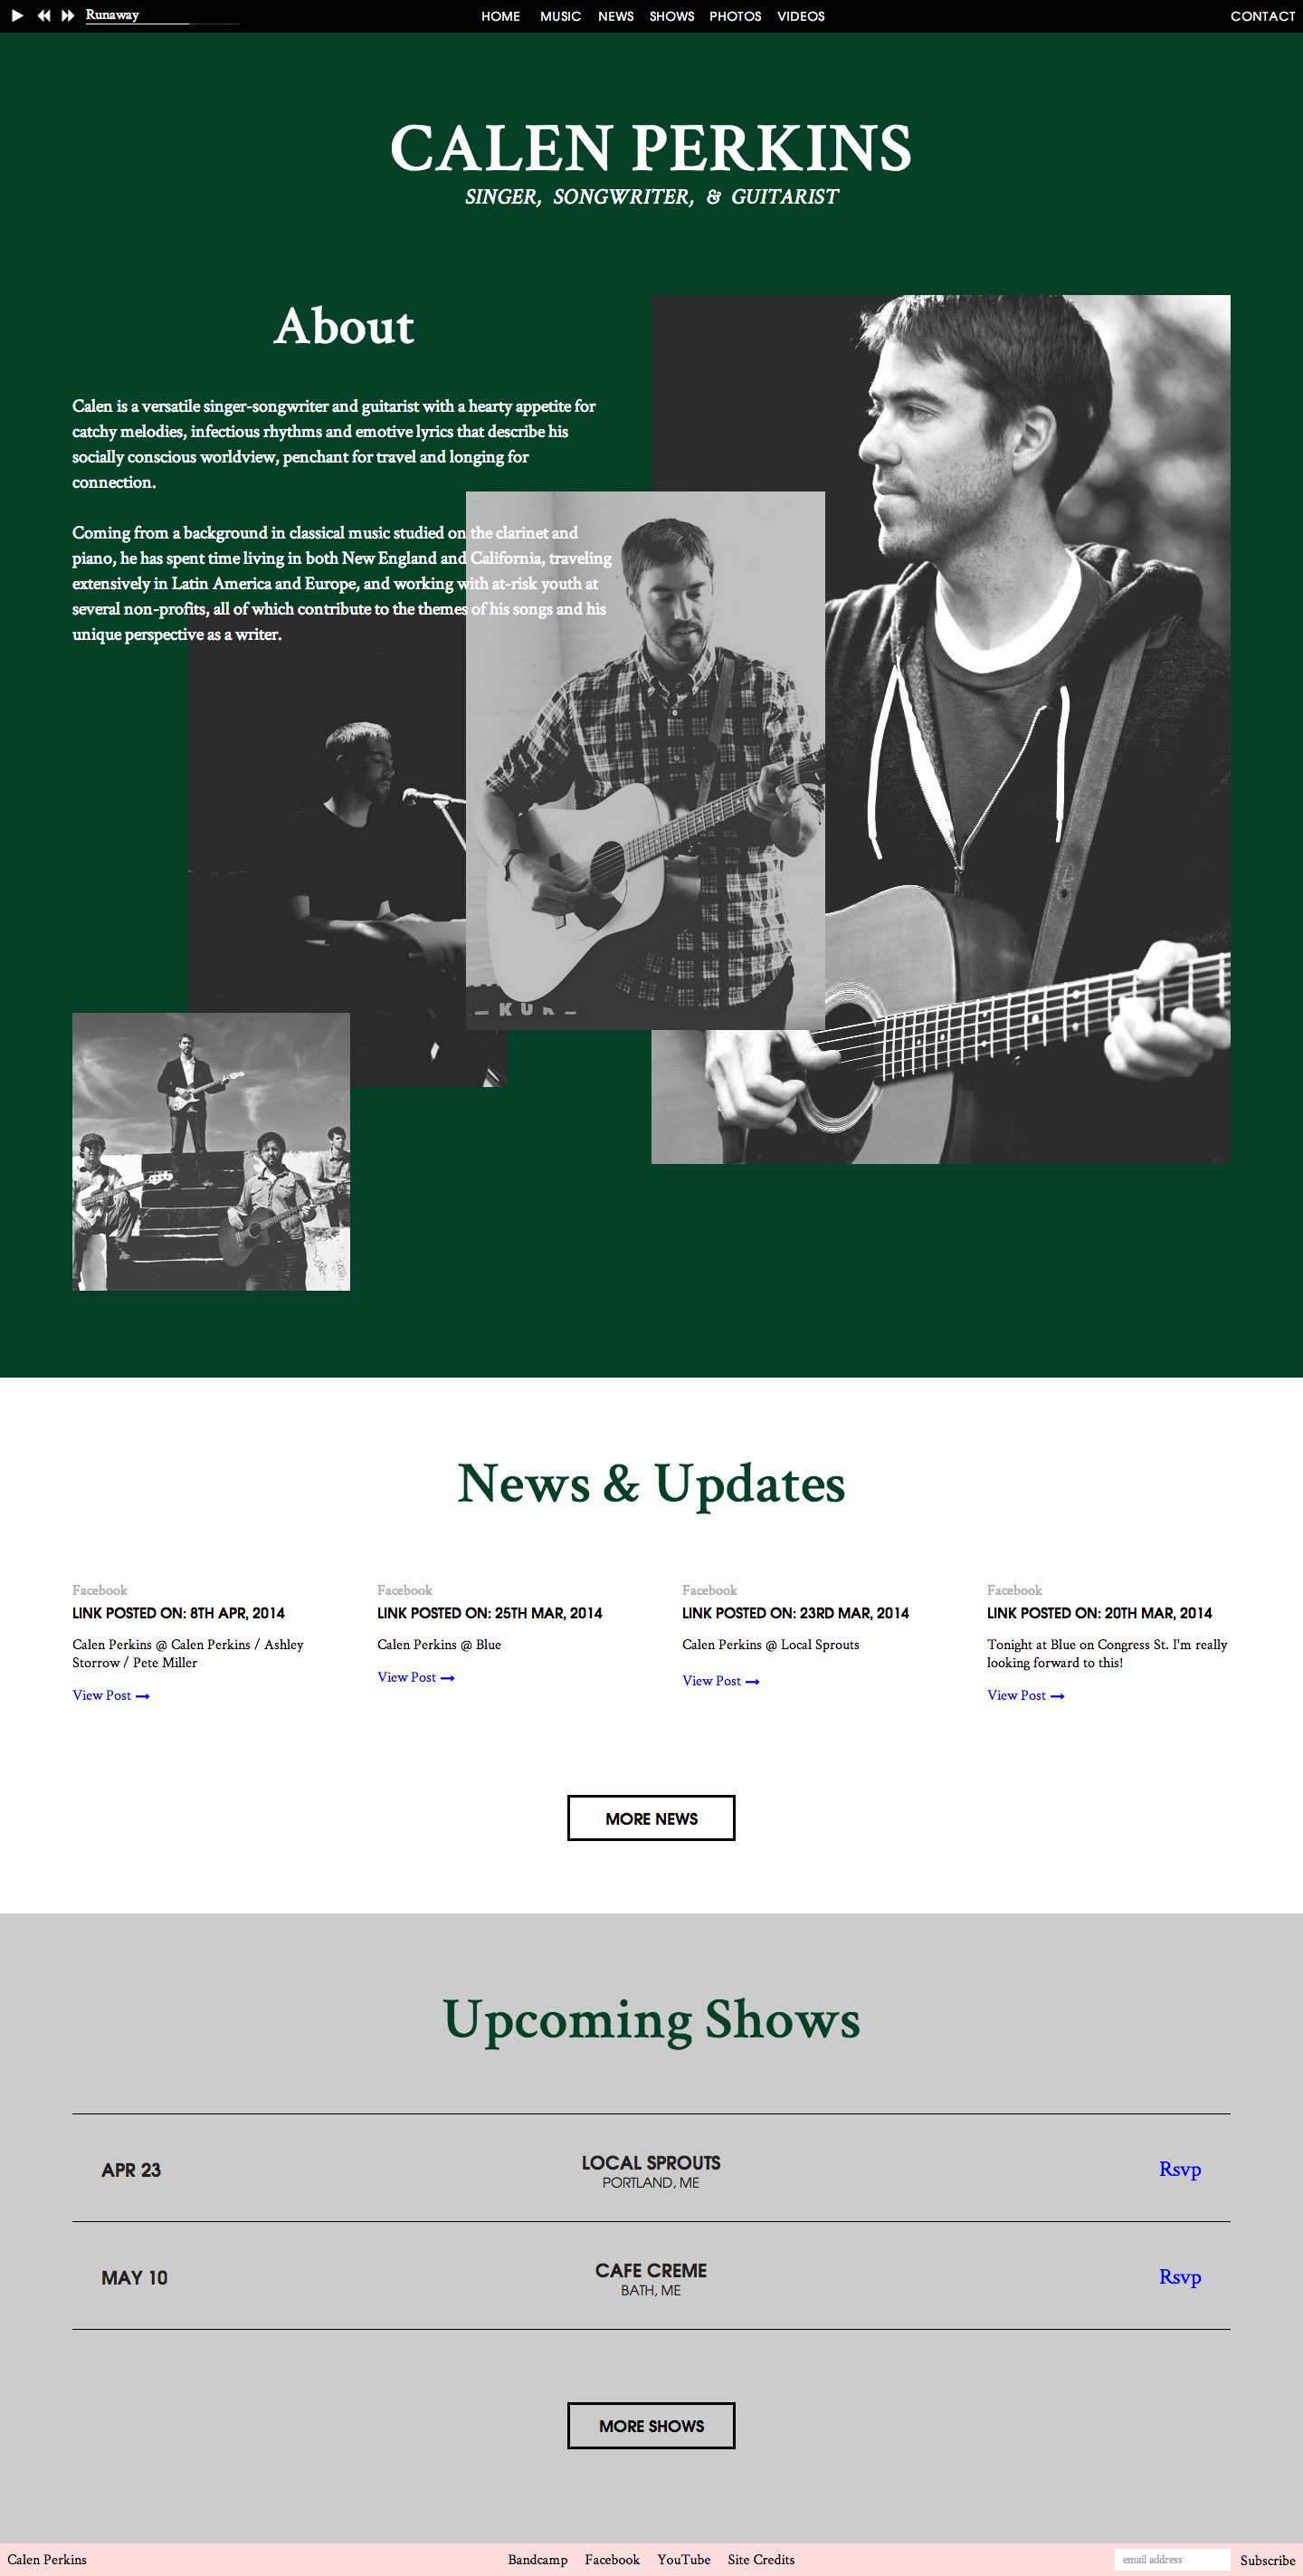 Runaway
HOME MUSIC NEWS SHOWS PHOTOS VIDEOS
CONTACT
CALEN PERKINS
SINGER, SONGWRITER, & GUITARIST
About
Calen is a versatile singer-songwriter and guitarist with a hearty appetite for
catchy melodies, infectious rhythms and emotive lyrics that describe his
socially conscious worldview, penchant for travel and longing for
connection.
Coming from a background in classical music studied on the clarinet and
piano, he has spent time living in both New England and California, traveling
extensively in Latin America and Europe, and working with at-risk youth at
several non-profits, all of which contribute to the themes of his songs and his
unique perspective as a writer.
News & Updates
Facebook
LINK POSTED ON: 8TH APR, 2014
Calen Perkins @ Calen Perkins / Ashley
Storrow / Pete Miller
View Post
Facebook
LINK POSTED ON: 25TH MAR, 2014
Calen Perkins @ Blue
View Post
Facebook
LINK POSTED ON: 23RD MAR, 2014
Calen Perkins @ Local Sprouts
View Post
Facebook
LINK POSTED ON: 20TH MAR, 2014
Tonight at Blue on Congress St. I'm really
looking forward to this!
View Post
MORE NEWS
Upcoming Shows
APR 23
LOCAL SPROUTS
PORTLAND, ME
Rsvp
MAY 10
CAFE CREME
BATH, ME
Rsvp
MORE SHOWS
Calen Perkins
Bandcamp Facebook YouTube Site Credits
email address
Subscribe